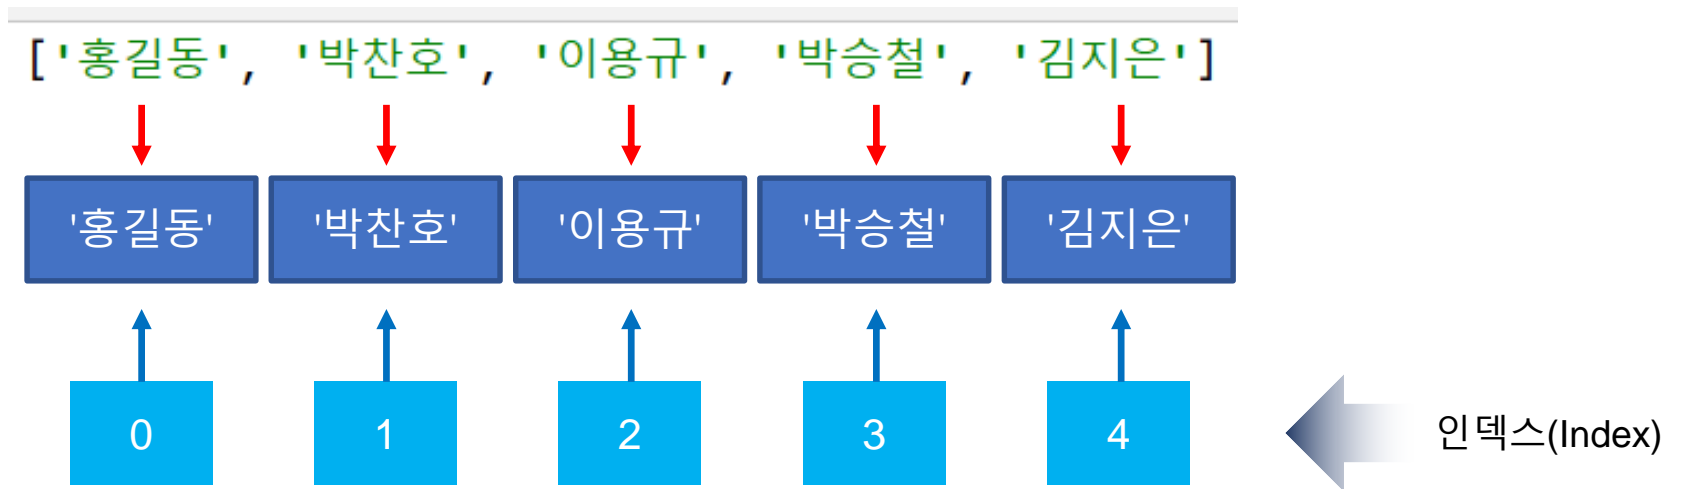 ['홍길동', '박찬호', '이용규', '박승철', '김지은']
'홍길동' '박찬호' '이용규' '박승철' '김지은'
0 1 2 3 4 인덱스(Index)